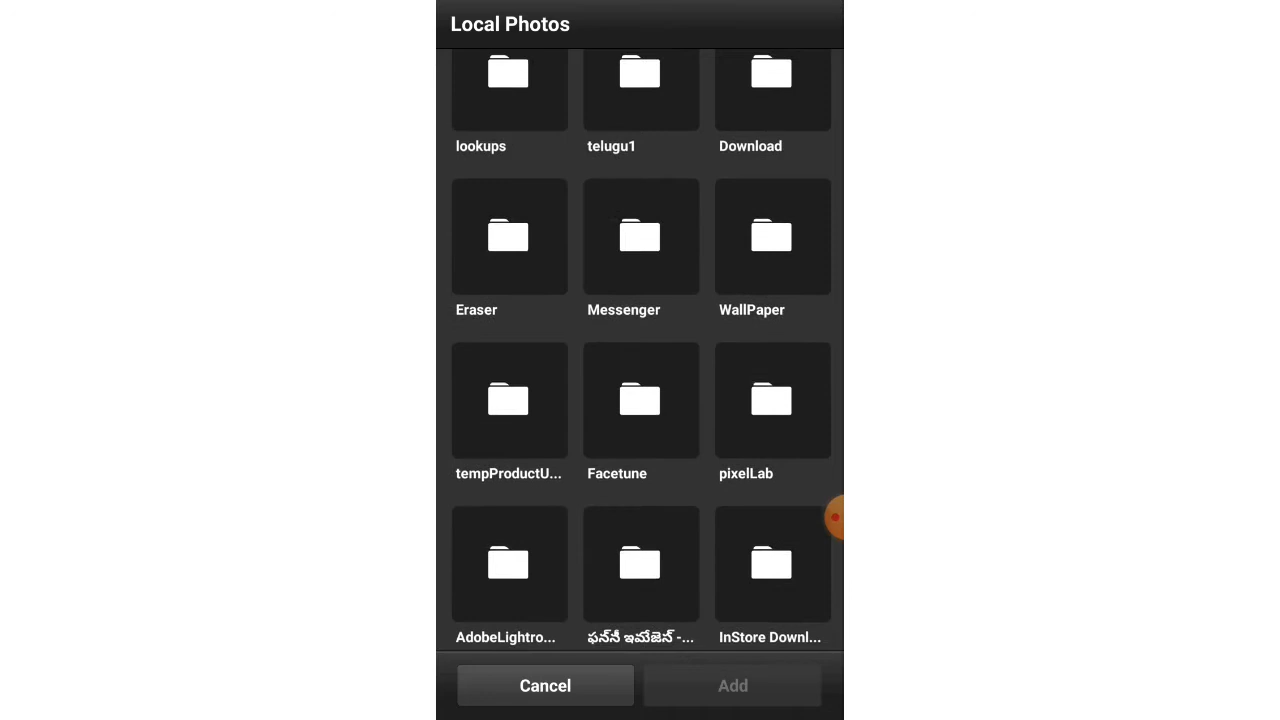 Local Photos
lookups
telugu1
Download
Eraser
Messenger
WallPaper
tempProductU...
Facetune
pixelLab
AdobeLightro...
ఫన్‌నీ ఇమేజెన్ -...
InStore Downl...
Cancel
Add